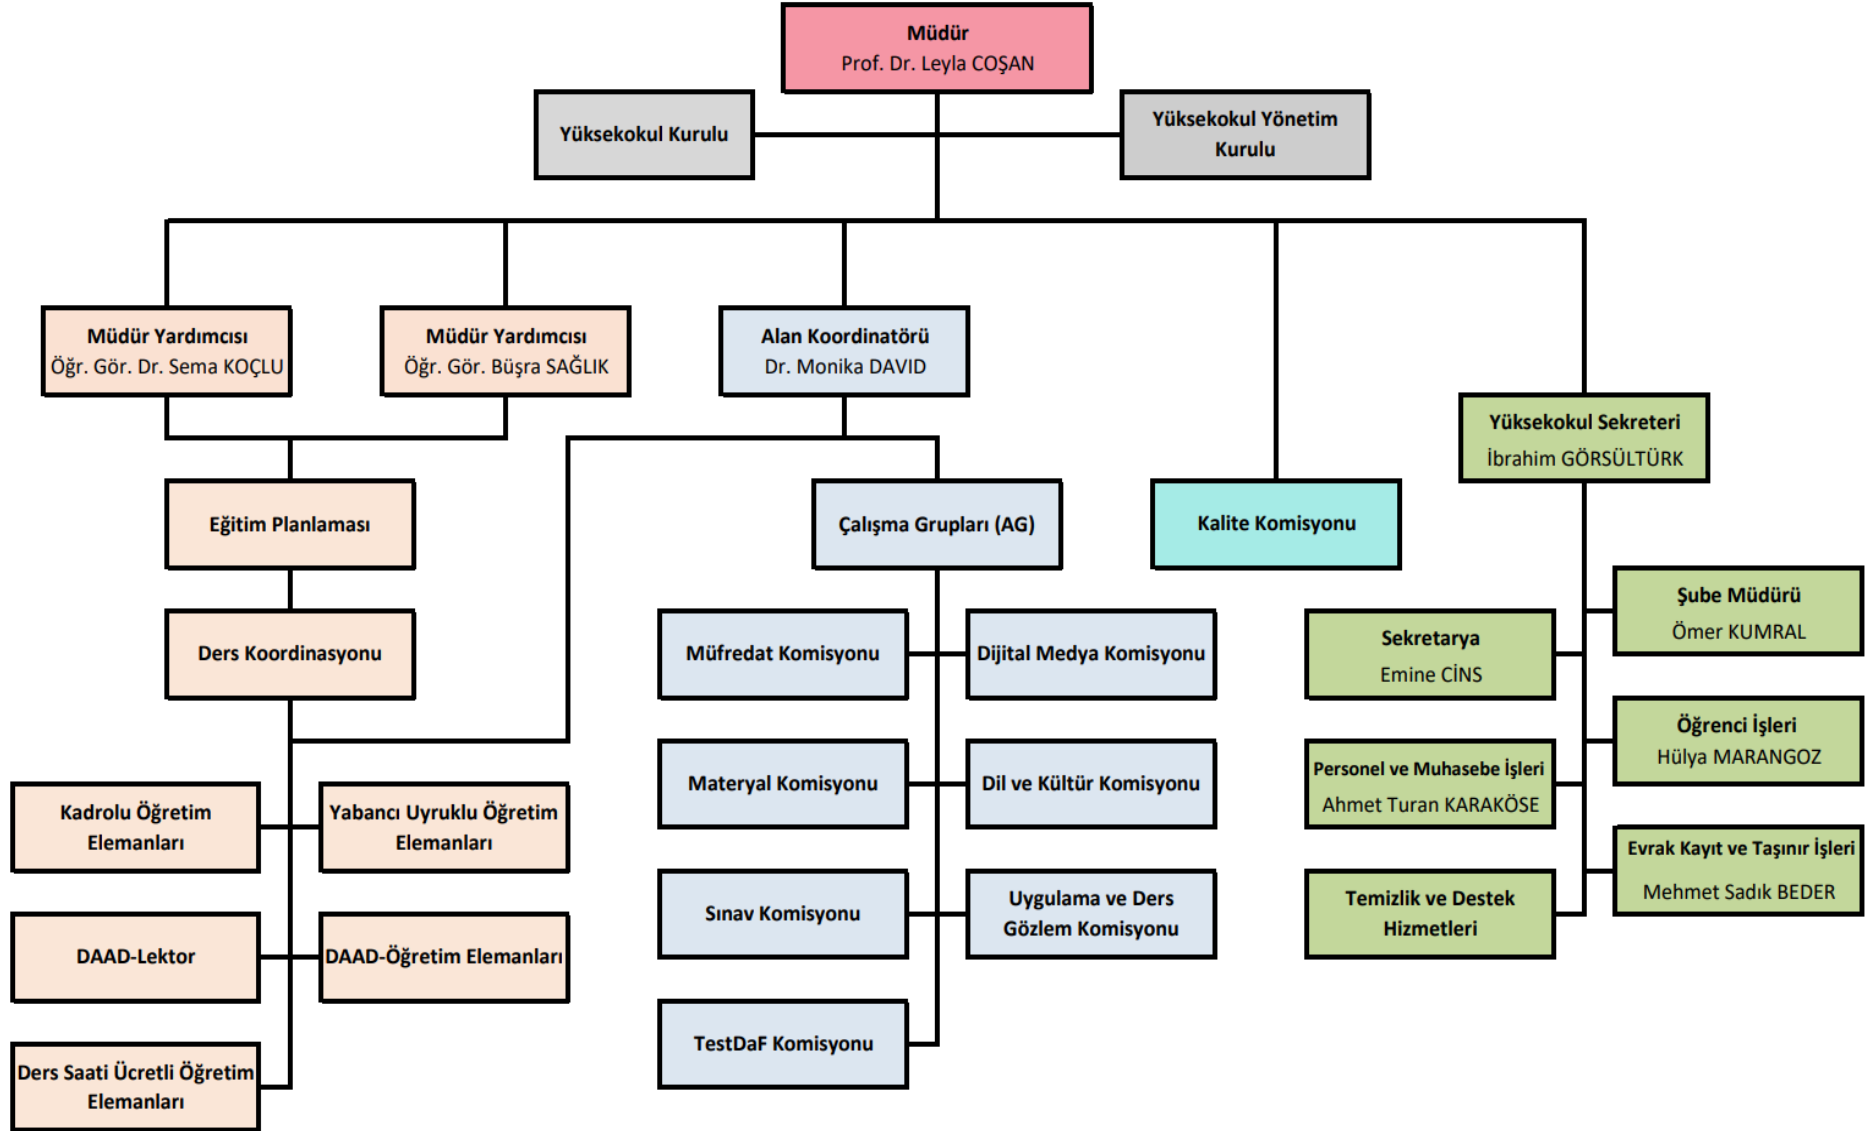 Müdür
Prof. Dr. Leyla COŞAN
Yüksekokul Kurulu
Yüksekokul Yönetim
Kurulu
Müdür Yardımcısı
Öğr. Gör. Dr. Sema KOÇLU
Müdür Yardımcısı
Öğr. Gör. Büşra SAĞLIK
Alan Koordinatörü
Dr. Monika DAVID
Yüksekokul Sekreteri
İbrahim GÖRSÜLTÜRK
Eğitim Planlaması
Çalışma Grupları (AG)
Kalite Komisyonu
Ders Koordinasyonu
Müfredat Komisyonu
Dijital Medya Komisyonu
Sekretarya
Emine CİNS
Şube Müdürü
Ömer KUMRAL
Materyal Komisyonu
Dil ve Kültür Komisyonu
Personel ve Muhasebe İşleri
Ahmet Turan KARAKÖSE
Öğrenci İşleri
Hülya MARANGOZ
Kadrolu Öğretim
Elemanları
Yabancı Uyruklu Öğretim
Elemanları
Sınav Komisyonu
Uygulama ve Ders
Gözlem Komisyonu
Temizlik ve Destek
Hizmetleri
Evrak Kayıt ve Taşınır İşleri
Mehmet Sadık BEDER
DAAD-Lektor
DAAD-Öğretim Elemanları
TestDaF Komisyonu
Ders Saati Ücretli Öğretim
Elemanları